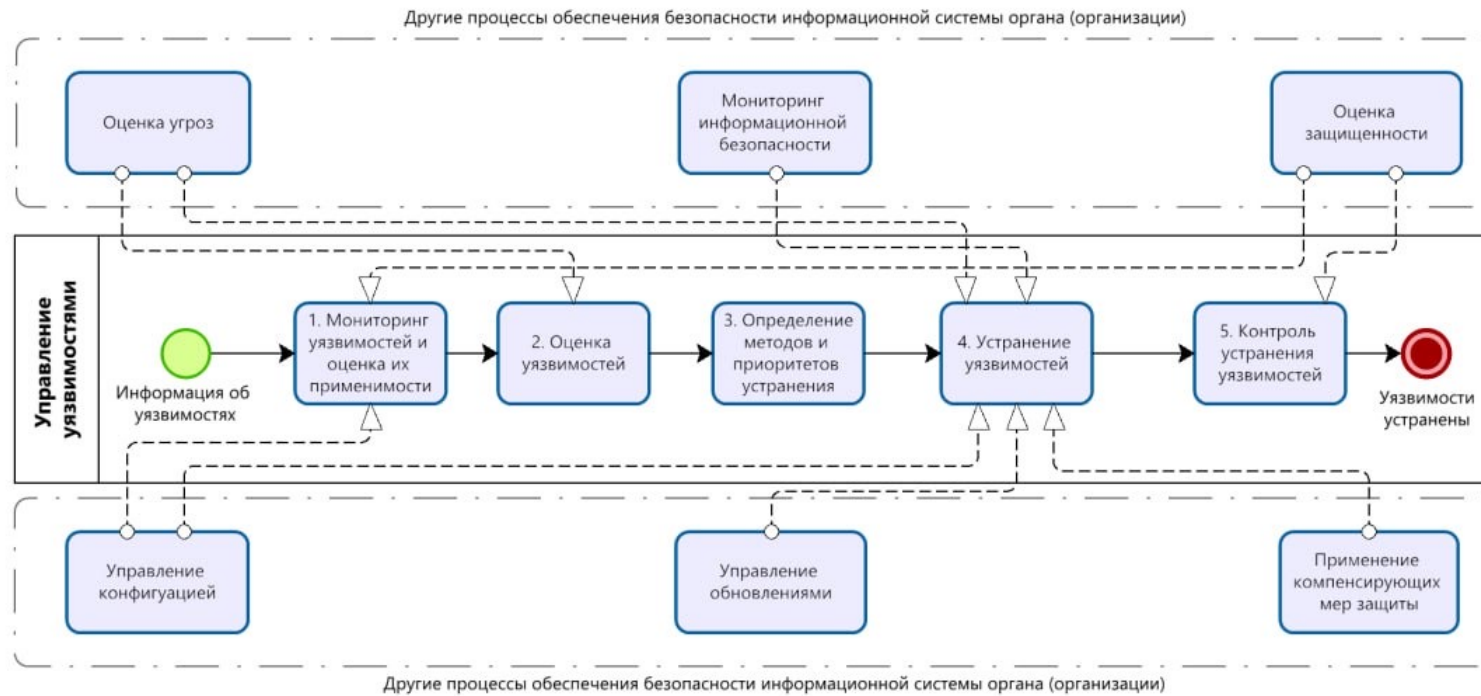 Другие процессы обеспечения безопасности информационной системы органа (организации)
Оценка угроз
Мониторинг
информационной
безопасности
Оценка
защищенности
Управление
уязвимостями
Информация об
уязвимостях
1. Мониторинг
уязвимостей и
оценка их
применимости
2. Оценка
уязвимостей
3. Определение
методов и
приоритетов
устранения
4. Устранение
уязвимостей
5. Контроль
устранения
уязвимостей
Уязвимости
устранены
Управление
конфигуацией
Управление
обновлениями
Применение
компенсирующих
мер защиты
Другие процессы обеспечения безопасности информационной системы органа (организации)